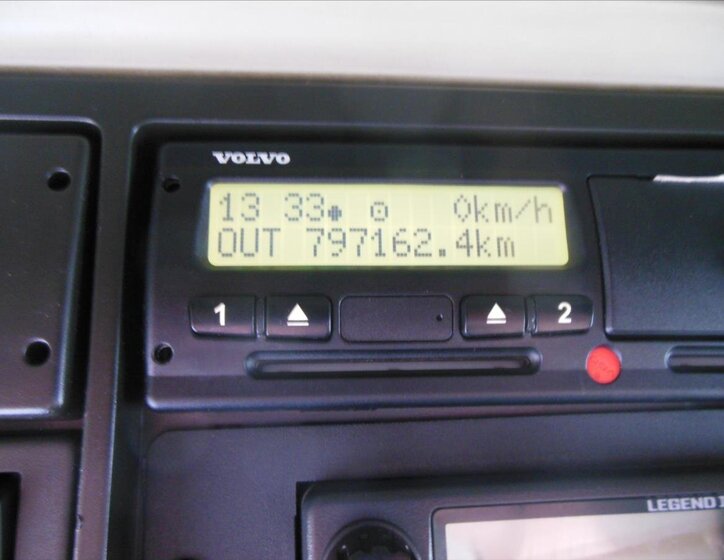 VOLVO
13 33 0km/h
OUT 797162.4km
1 2
LEGEND